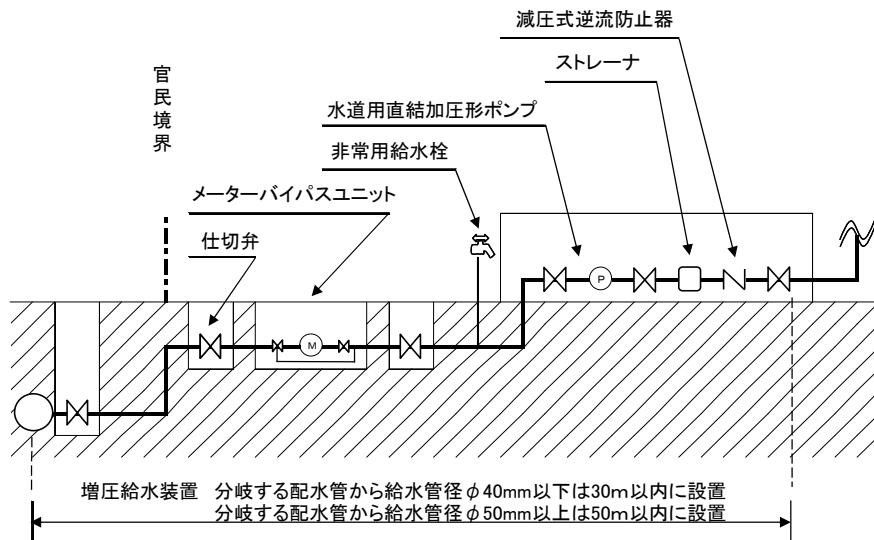 減圧式逆流防止器
ストレーナ
官民境界
水道用直結加圧形ポンプ
非常用給水栓
メーターバイパスユニット
仕切弁
P
M
増圧給水装置 分岐する配水管から給水管径φ40mm以下は30m以内に設置
分岐する配水管から給水管径φ50mm以上は50m以内に設置